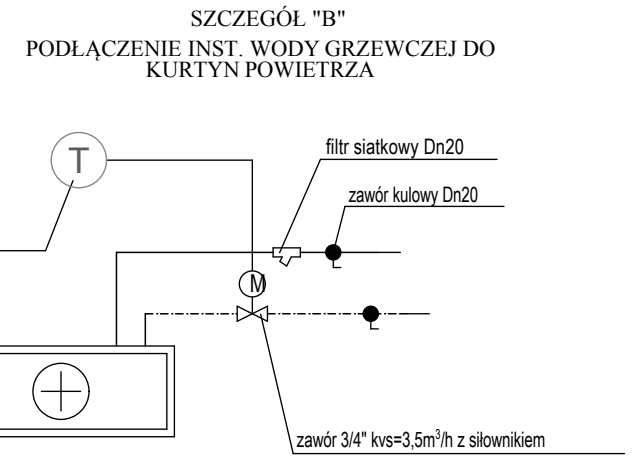 SZCZEGÓŁ "B"
PODŁĄCZENIE INST. WODY GRZEWCZEJ DO
KURTYN POWIETRZA
T
filtr siatkowy Dn20
zawór kulowy Dn20
M
zawór 3/4" kvs=3,5m³/h z siłownikiem